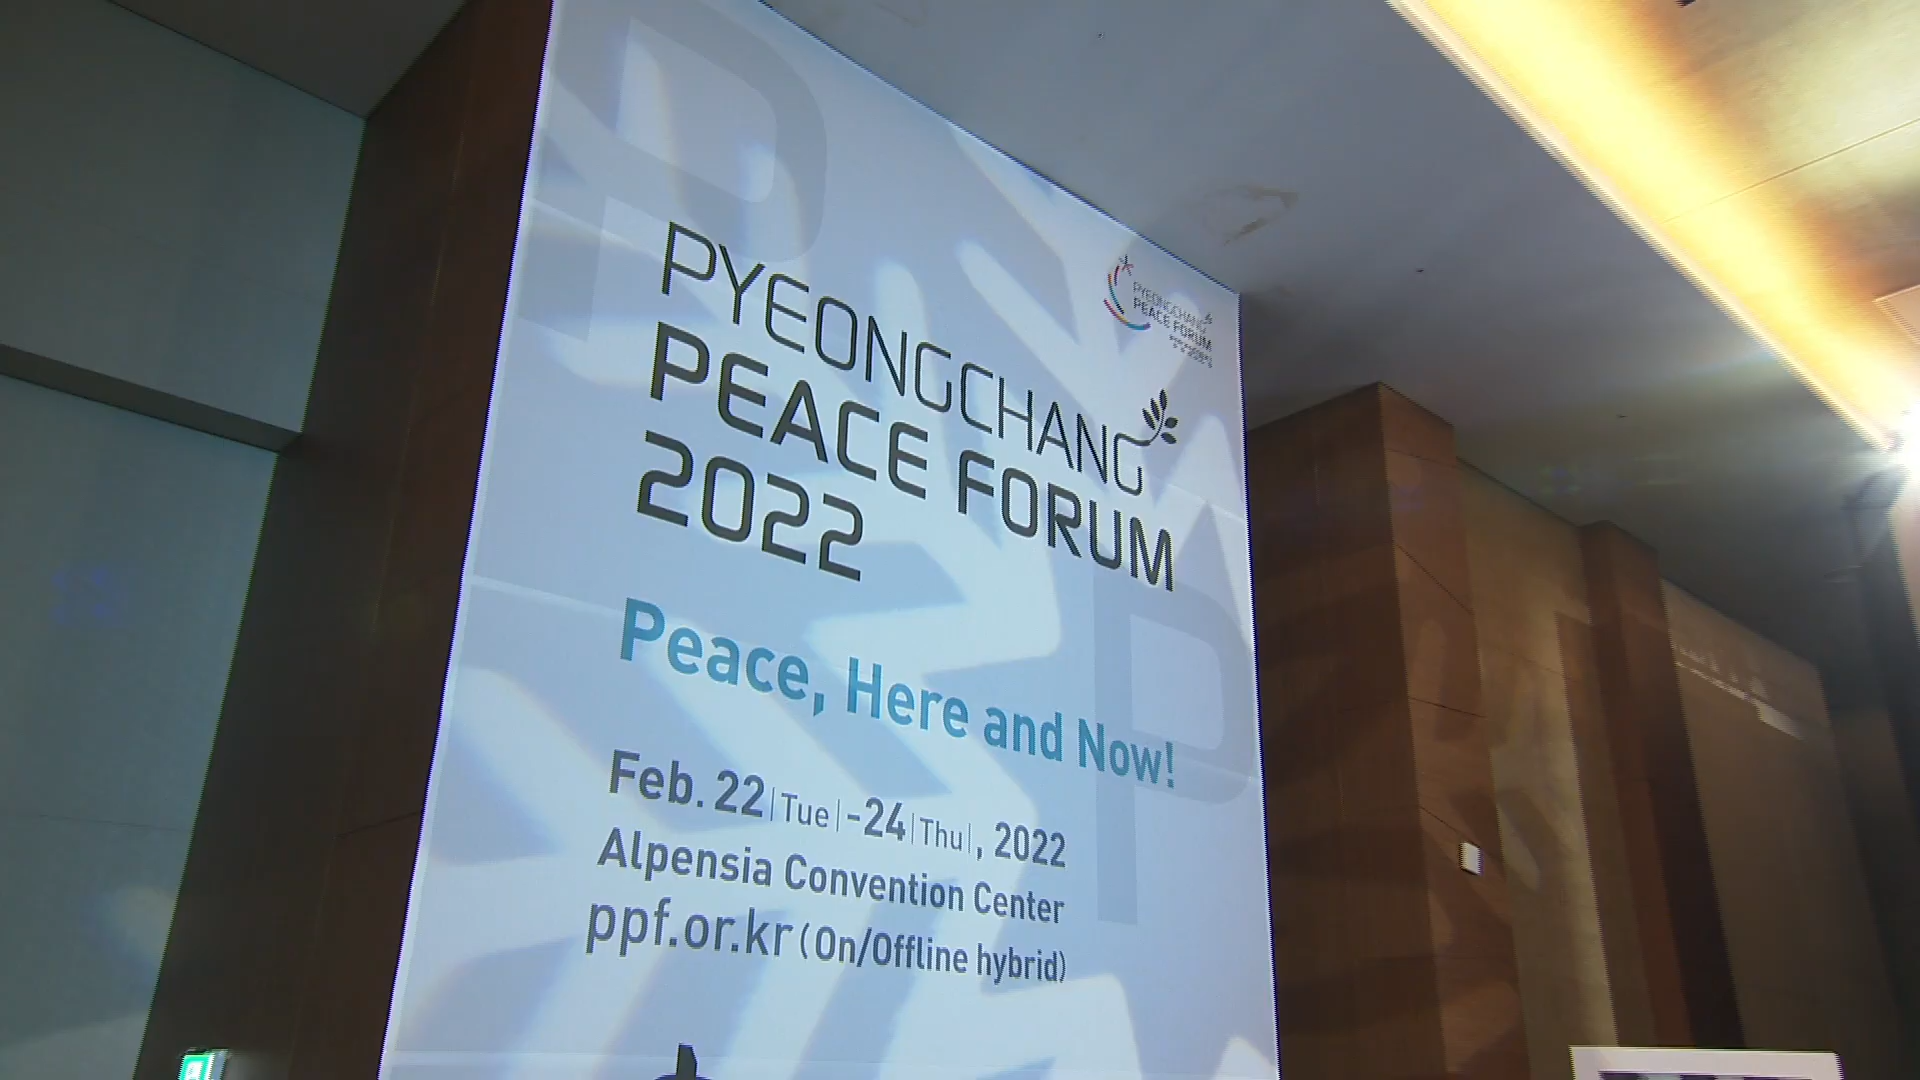 PYEONGCHANG
PEACE FORUM
2022
PYEONGCHANG
PEACE FORUM
Peace, Here and Now!
Feb. 22|Tue|-24|Thu|, 2022
Alpensia Convention Center
ppf.or.kr (On/Offline hybrid)